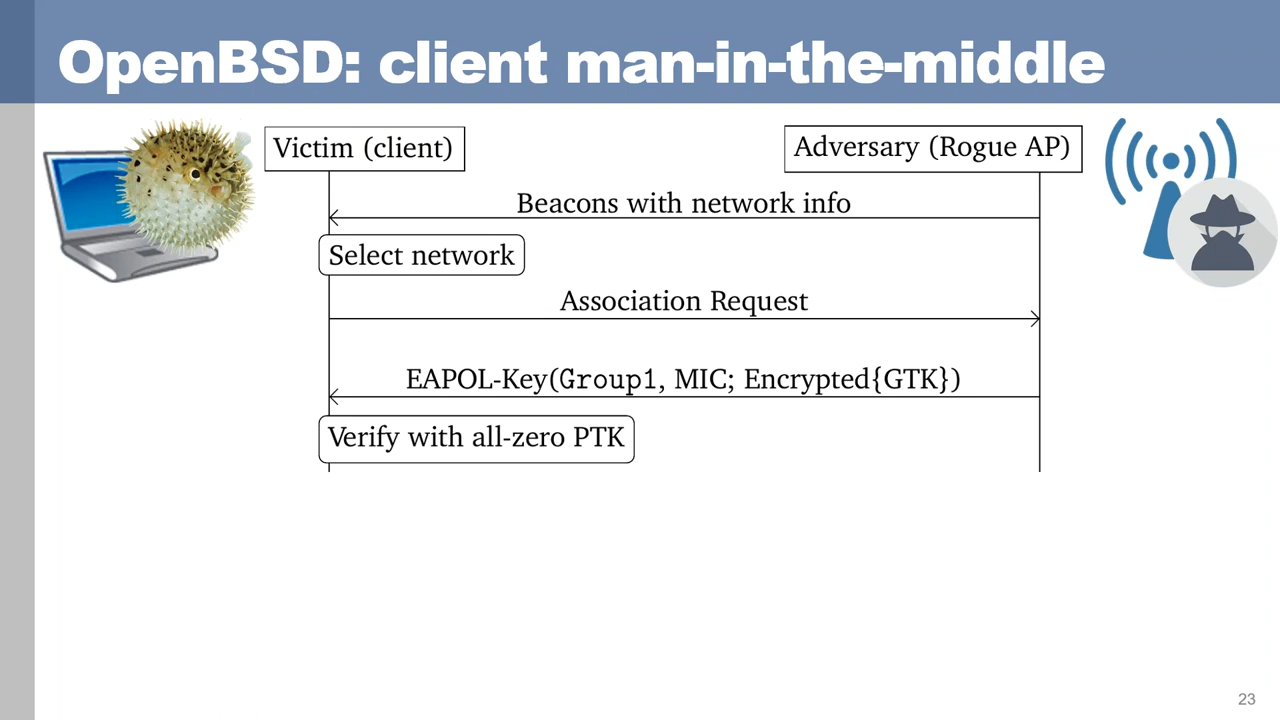 OpenBSD: client man-in-the-middle
Victim (client)
Adversary (Rogue AP)
Beacons with network info
Select network
Association Request
EAPOL-Key(Group1, MIC; Encrypted{GTK})
Verify with all-zero PTK
23